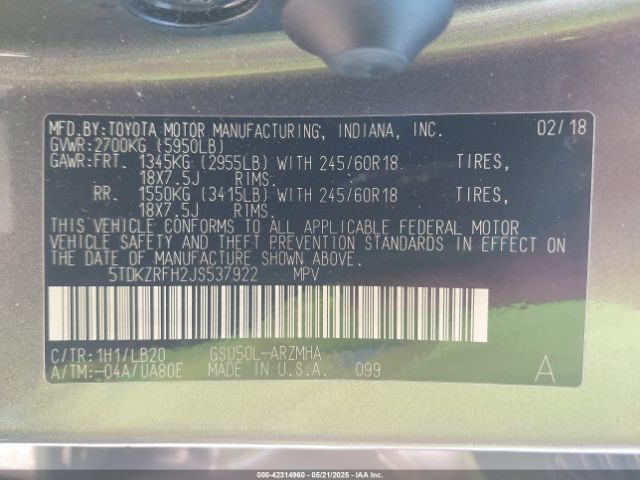 MFD.BY:TOYOTA MOTOR MANUFACTURING, INDIANA, INC. 02/18
GVWR:2700KG (5950LB)
GAWR:FRT. 1345KG (2955LB) WITH 245/60R18 TIRES,
18X7.5J RIMS.
RR. 1550KG (3415LB) WITH 245/60R18 TIRES,
18X7.5J RIMS.
THIS VEHICLE CONFORMS TO ALL APPLICABLE FEDERAL MOTOR
VEHICLE SAFETY AND THEFT PREVENTION STANDARDS IN EFFECT ON
THE DATE OF MANUFACTURE SHOWN ABOVE.
5TDKZRFH2JS537922 MPV
C/TR:1H1/LB20 GSU50L-ARZMHA
A/TM:-04A/UA80E MADE IN U.S.A. 099 A
000-42314960 - 05/21/2025 - IAA Inc.